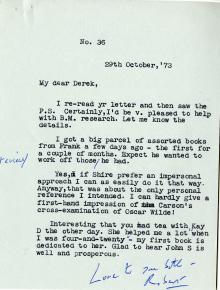 No. 36
29th October, '73
My dear Derek,
I re-read yr letter and then saw the
P.S. Certainly, I'd be v. pleased to help
with B.M. research. Let me know the
details.
I got a big parcel of assorted books
from Frank a few days ago - the first for
a couple of months. Expect he wanted
to work off those/he had.
review/
Yes, if Shire prefer an impersonal
approach I can as easily do it that way.
Anyway, that was about the only personal
reference I intended. I can hardly give a
first-hand impression of Carson's
cross-examination of Oscar Wilde!
Interesting that you had tea with Kay
D the other day. She helped me a lot when
I was four-and-twenty - my first book is
dedicated to her. Glad to hear John S is
well and prosperous.
Love to you both -
Robert